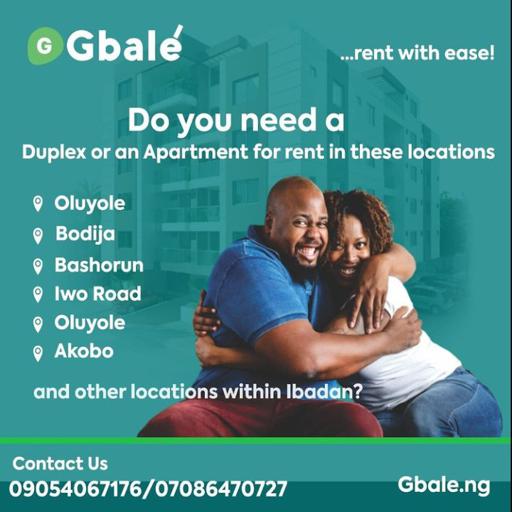 G Gbalé
...rent with ease!
Do you need a
Duplex or an Apartment for rent in these locations
Oluyole
Bodija
Bashorun
Iwo Road
Oluyole
Akobo
and other locations within Ibadan?
Contact Us
09054067176/07086470727
Gbale.ng